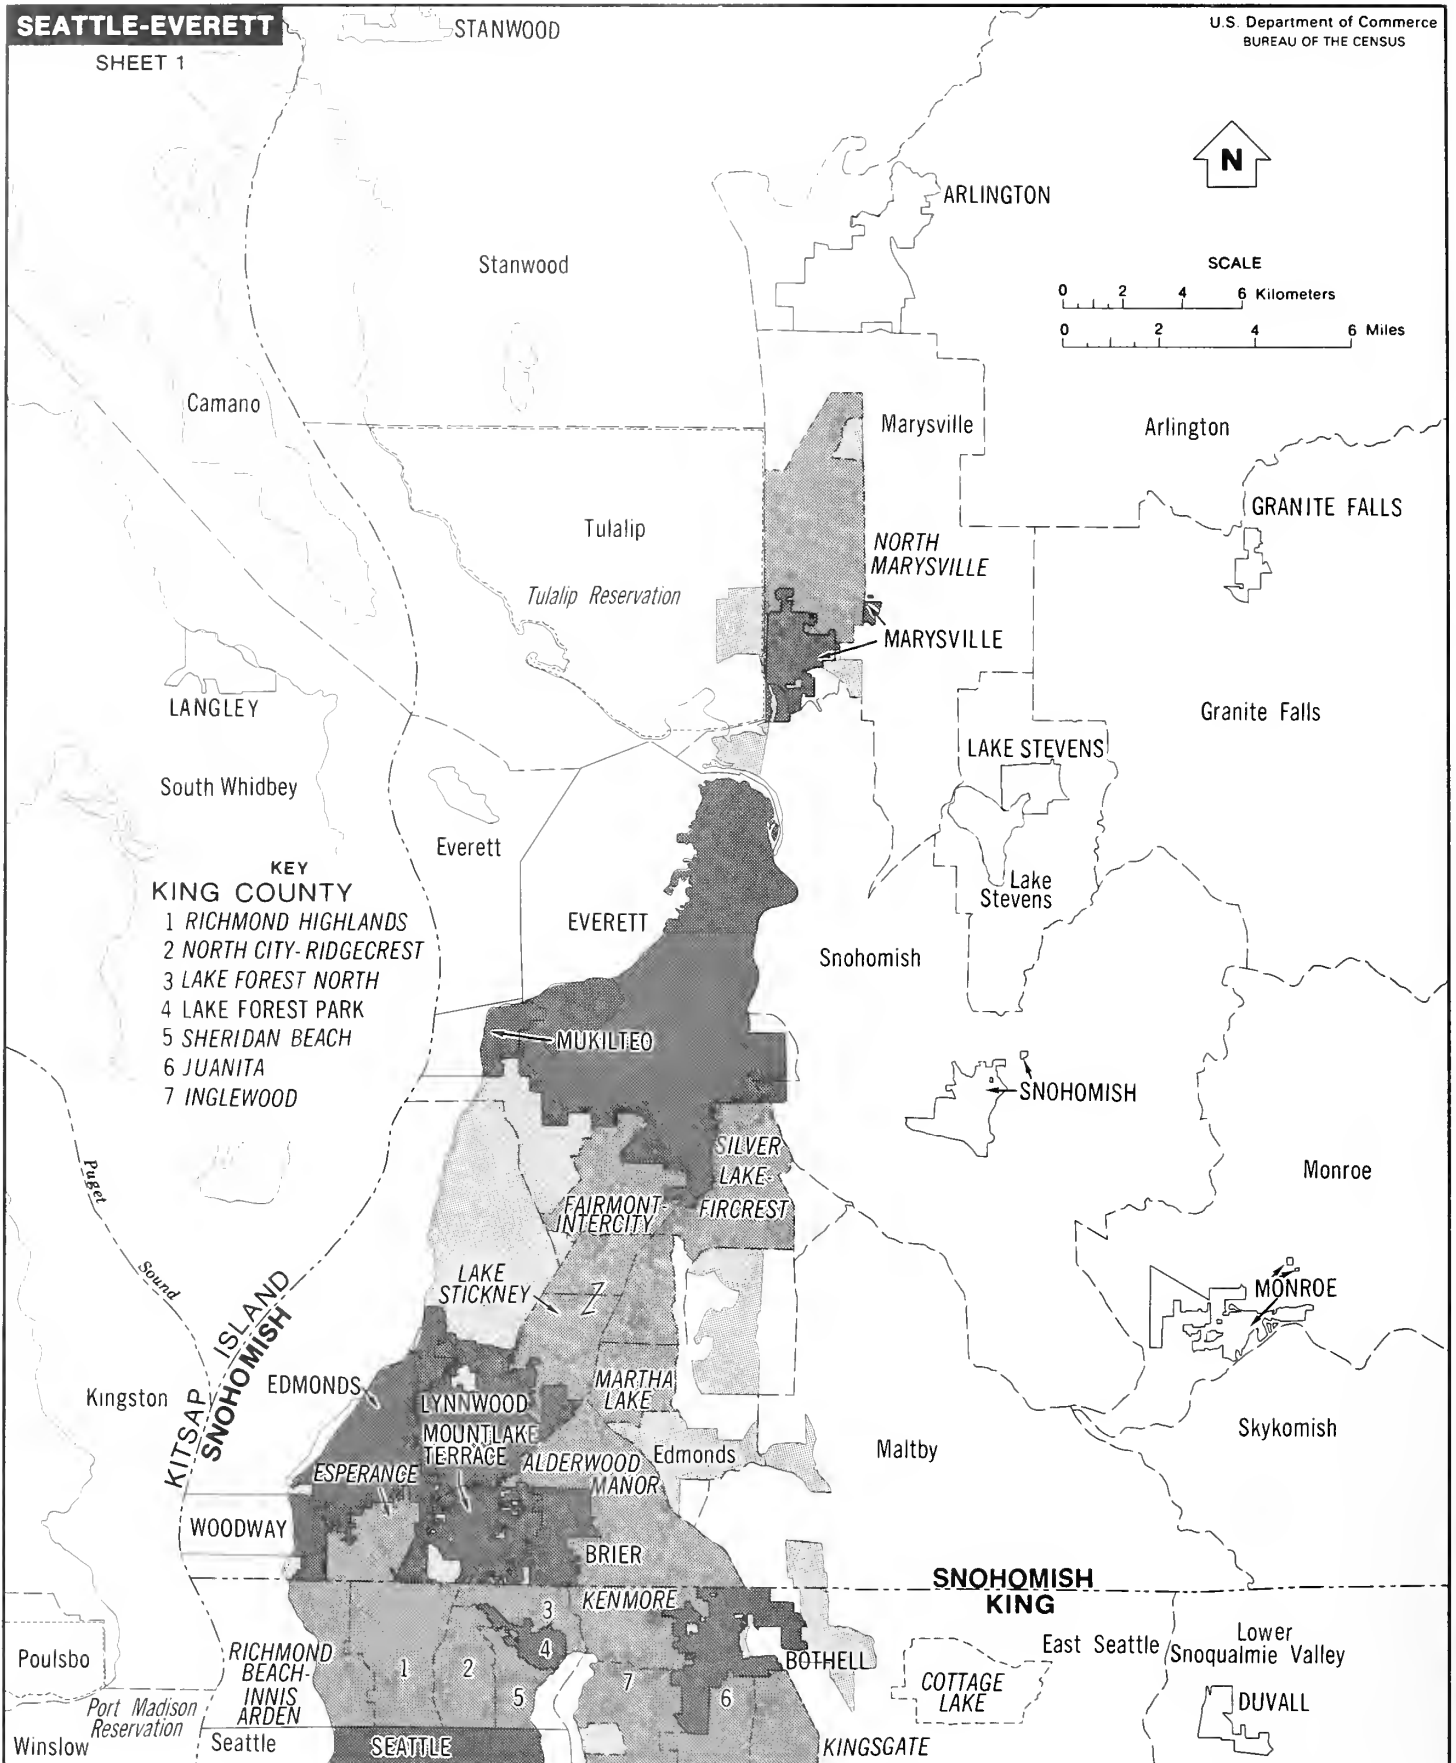 SEATTLE-EVERETT
SHEET 1
STANWOOD
U.S. Department of Commerce
BUREAU OF THE CENSUS
N
ARLINGTON
SCALE
0 2 4 6 Kilometers
0 2 4 6 Miles
Stanwood
Camano
Marysville
Arlington
GRANITE FALLS
Tulalip
NORTH
MARYSVILLE
Tulalip Reservation
MARYSVILLE
LANGLEY
Granite Falls
LAKE STEVENS
South Whidbey
Everett
KEY
KING COUNTY
1 RICHMOND HIGHLANDS
2 NORTH CITY-RIDGECREST
3 LAKE FOREST NORTH
4 LAKE FOREST PARK
5 SHERIDAN BEACH
6 JUANITA
7 INGLEWOOD
Lake
Stevens
EVERETT
Snohomish
MUKILTEO
SNOHOMISH
SILVER
LAKE-
FIRCREST
Monroe
Puget
Sound
FAIRMONT-
INTERCITY
LAKE
STICKNEY
MONROE
KITSAP
ISLAND
SNOHOMISH
Kingston
EDMONDS
LYNNWOOD
MARTHA
LAKE
MOUNTLAKE
TERRACE
Skykomish
ESPERANCE
ALDERWOOD
MANOR
Edmonds
Maltby
WOODWAY
BRIER
SNOHOMISH
KING
KENMORE
3
4
Poulsbo
RICHMOND
BEACH-
INNIS
ARDEN
1
2
5
7
6
BOTHELL
East Seattle
Lower
Snoqualmie Valley
COTTAGE
LAKE
DUVALL
Port Madison
Reservation
Winslow
Seattle
SEATTLE
KINGSGATE